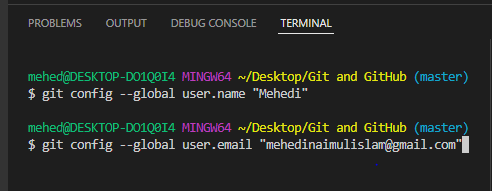 PROBLEMS OUTPUT DEBUG CONSOLE TERMINAL
mehed@DESKTOP-DO1Q0I4 MINGW64 ~/Desktop/Git and GitHub (master)
$ git config --global user.name "Mehedi"
mehed@DESKTOP-DO1Q0I4 MINGW64 ~/Desktop/Git and GitHub (master)
$ git config --global user.email "mehedinaimulislam@gmail.com"